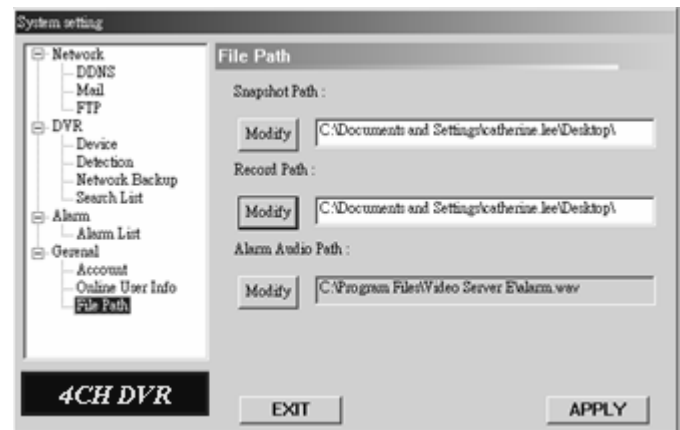 System setting
Network
DDNS
Mail
FTP
DVR
Device
Detection
Network Backup
Search List
Alarm
Alarm List
Gerenal
Account
Online User Info
File Path
4CH DVR
File Path
Snapshot Path :
Modify C:\Documents and Settings\catherine.lee\Desktop\
Record Path :
Modify C:\Documents and Settings\catherine.lee\Desktop\
Alarm Audio Path :
Modify C:\Program Files\Video Server E\alarm.wav
EXIT APPLY